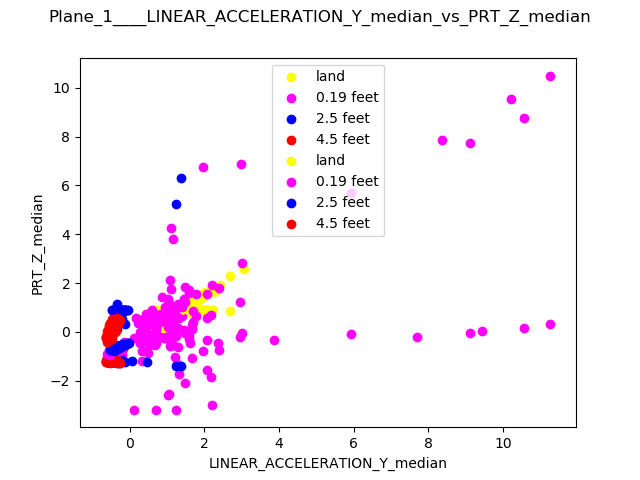 Plane_1____LINEAR_ACCELERATION_Y_median_vs_PRT_Z_median
land
0.19 feet
2.5 feet
4.5 feet
land
0.19 feet
2.5 feet
4.5 feet
10
8
6
4
2
0
−2
PRT_Z_median
0 2 4 6 8 10
LINEAR_ACCELERATION_Y_median